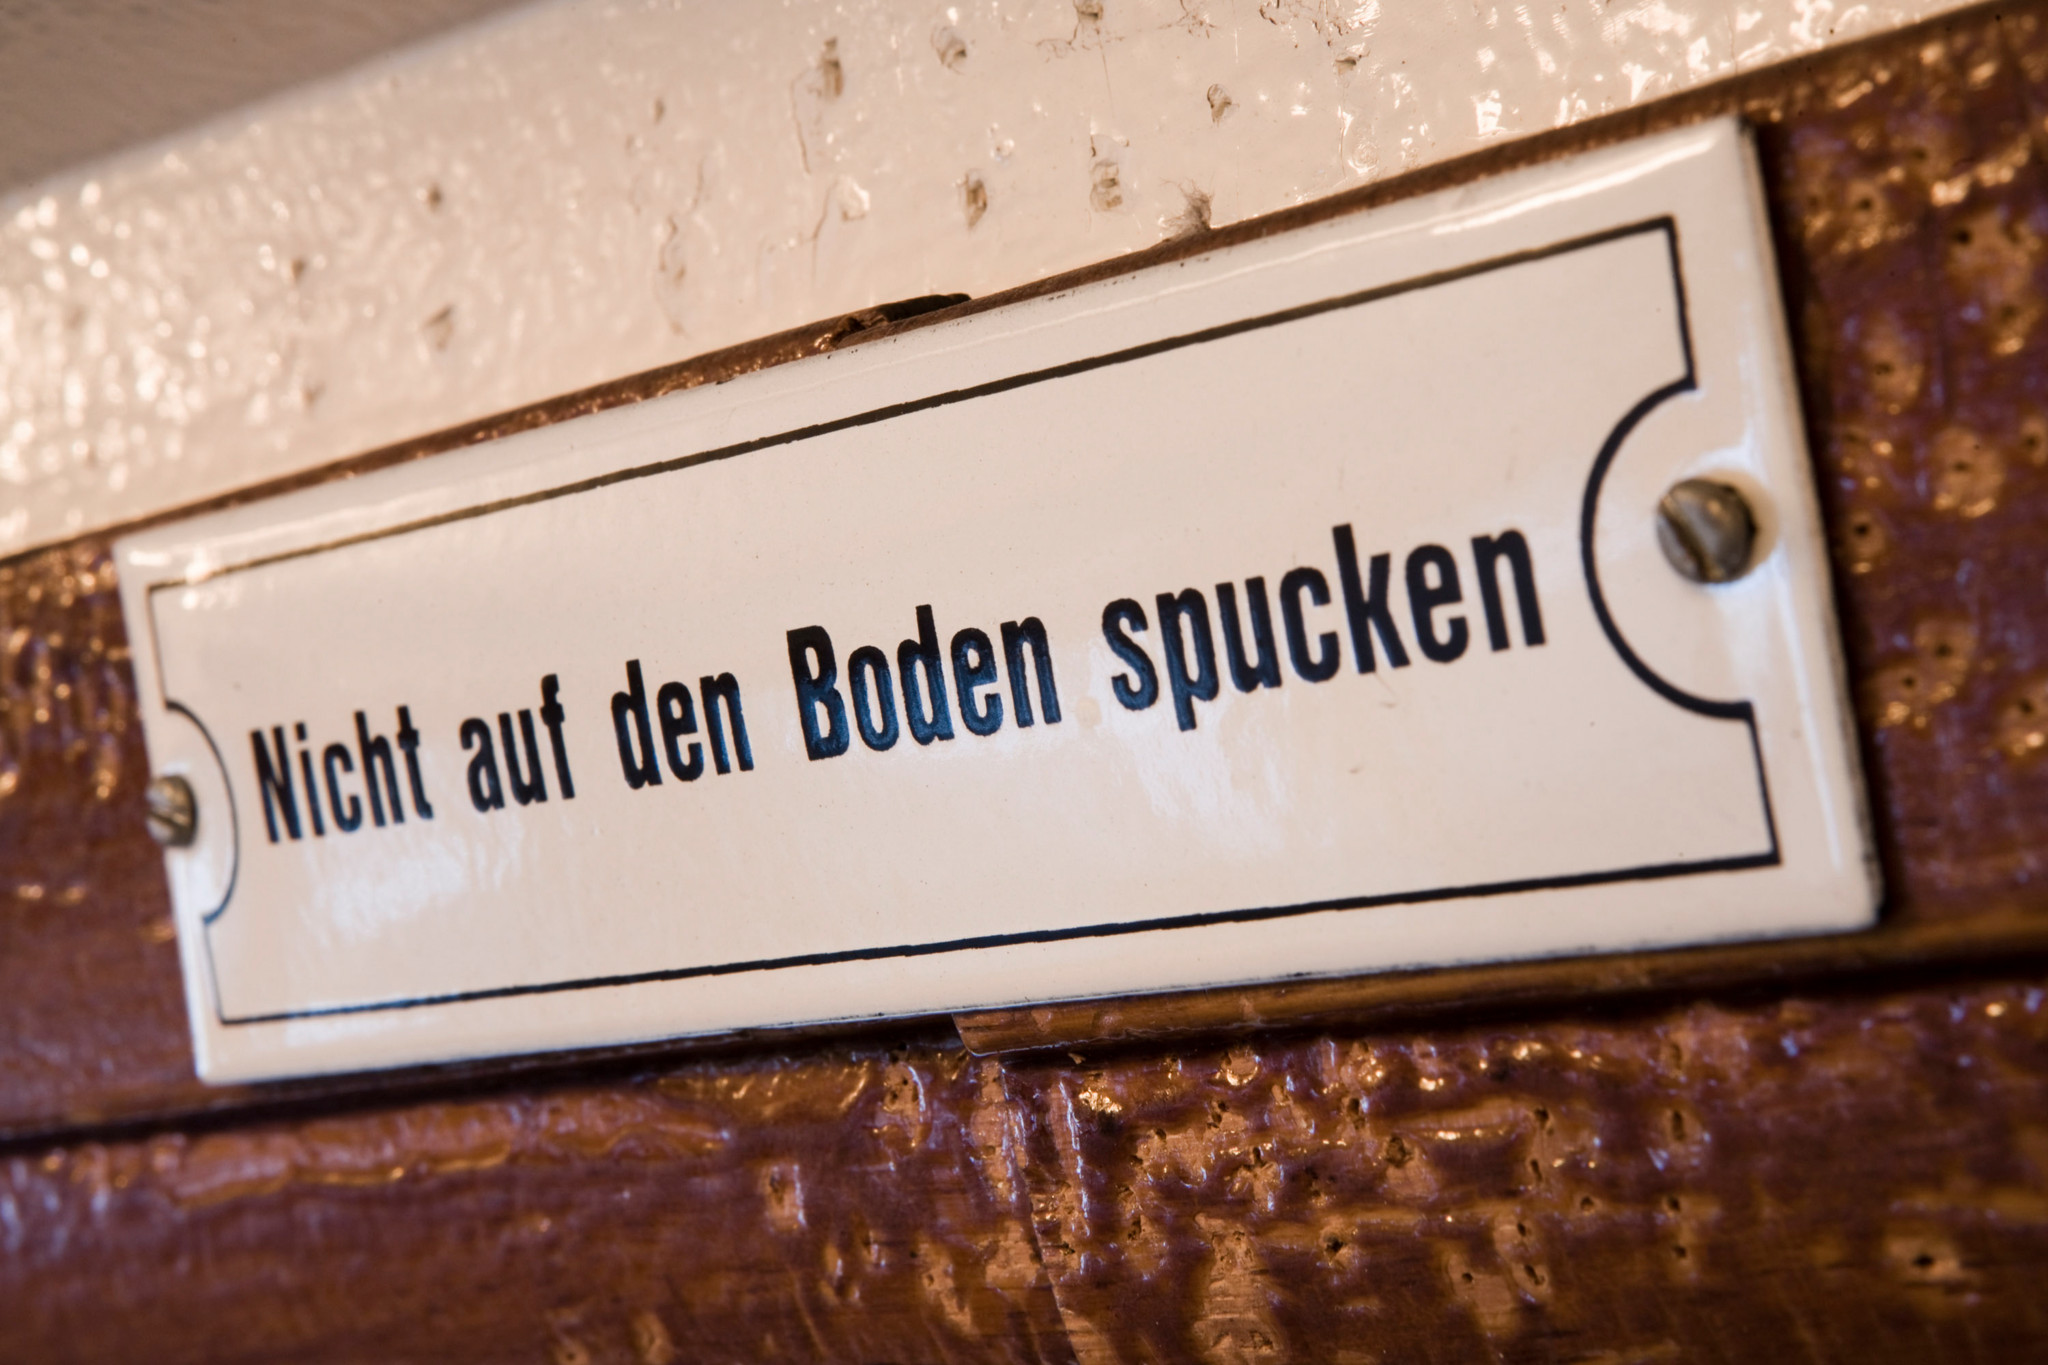 Nicht auf den Boden spucken